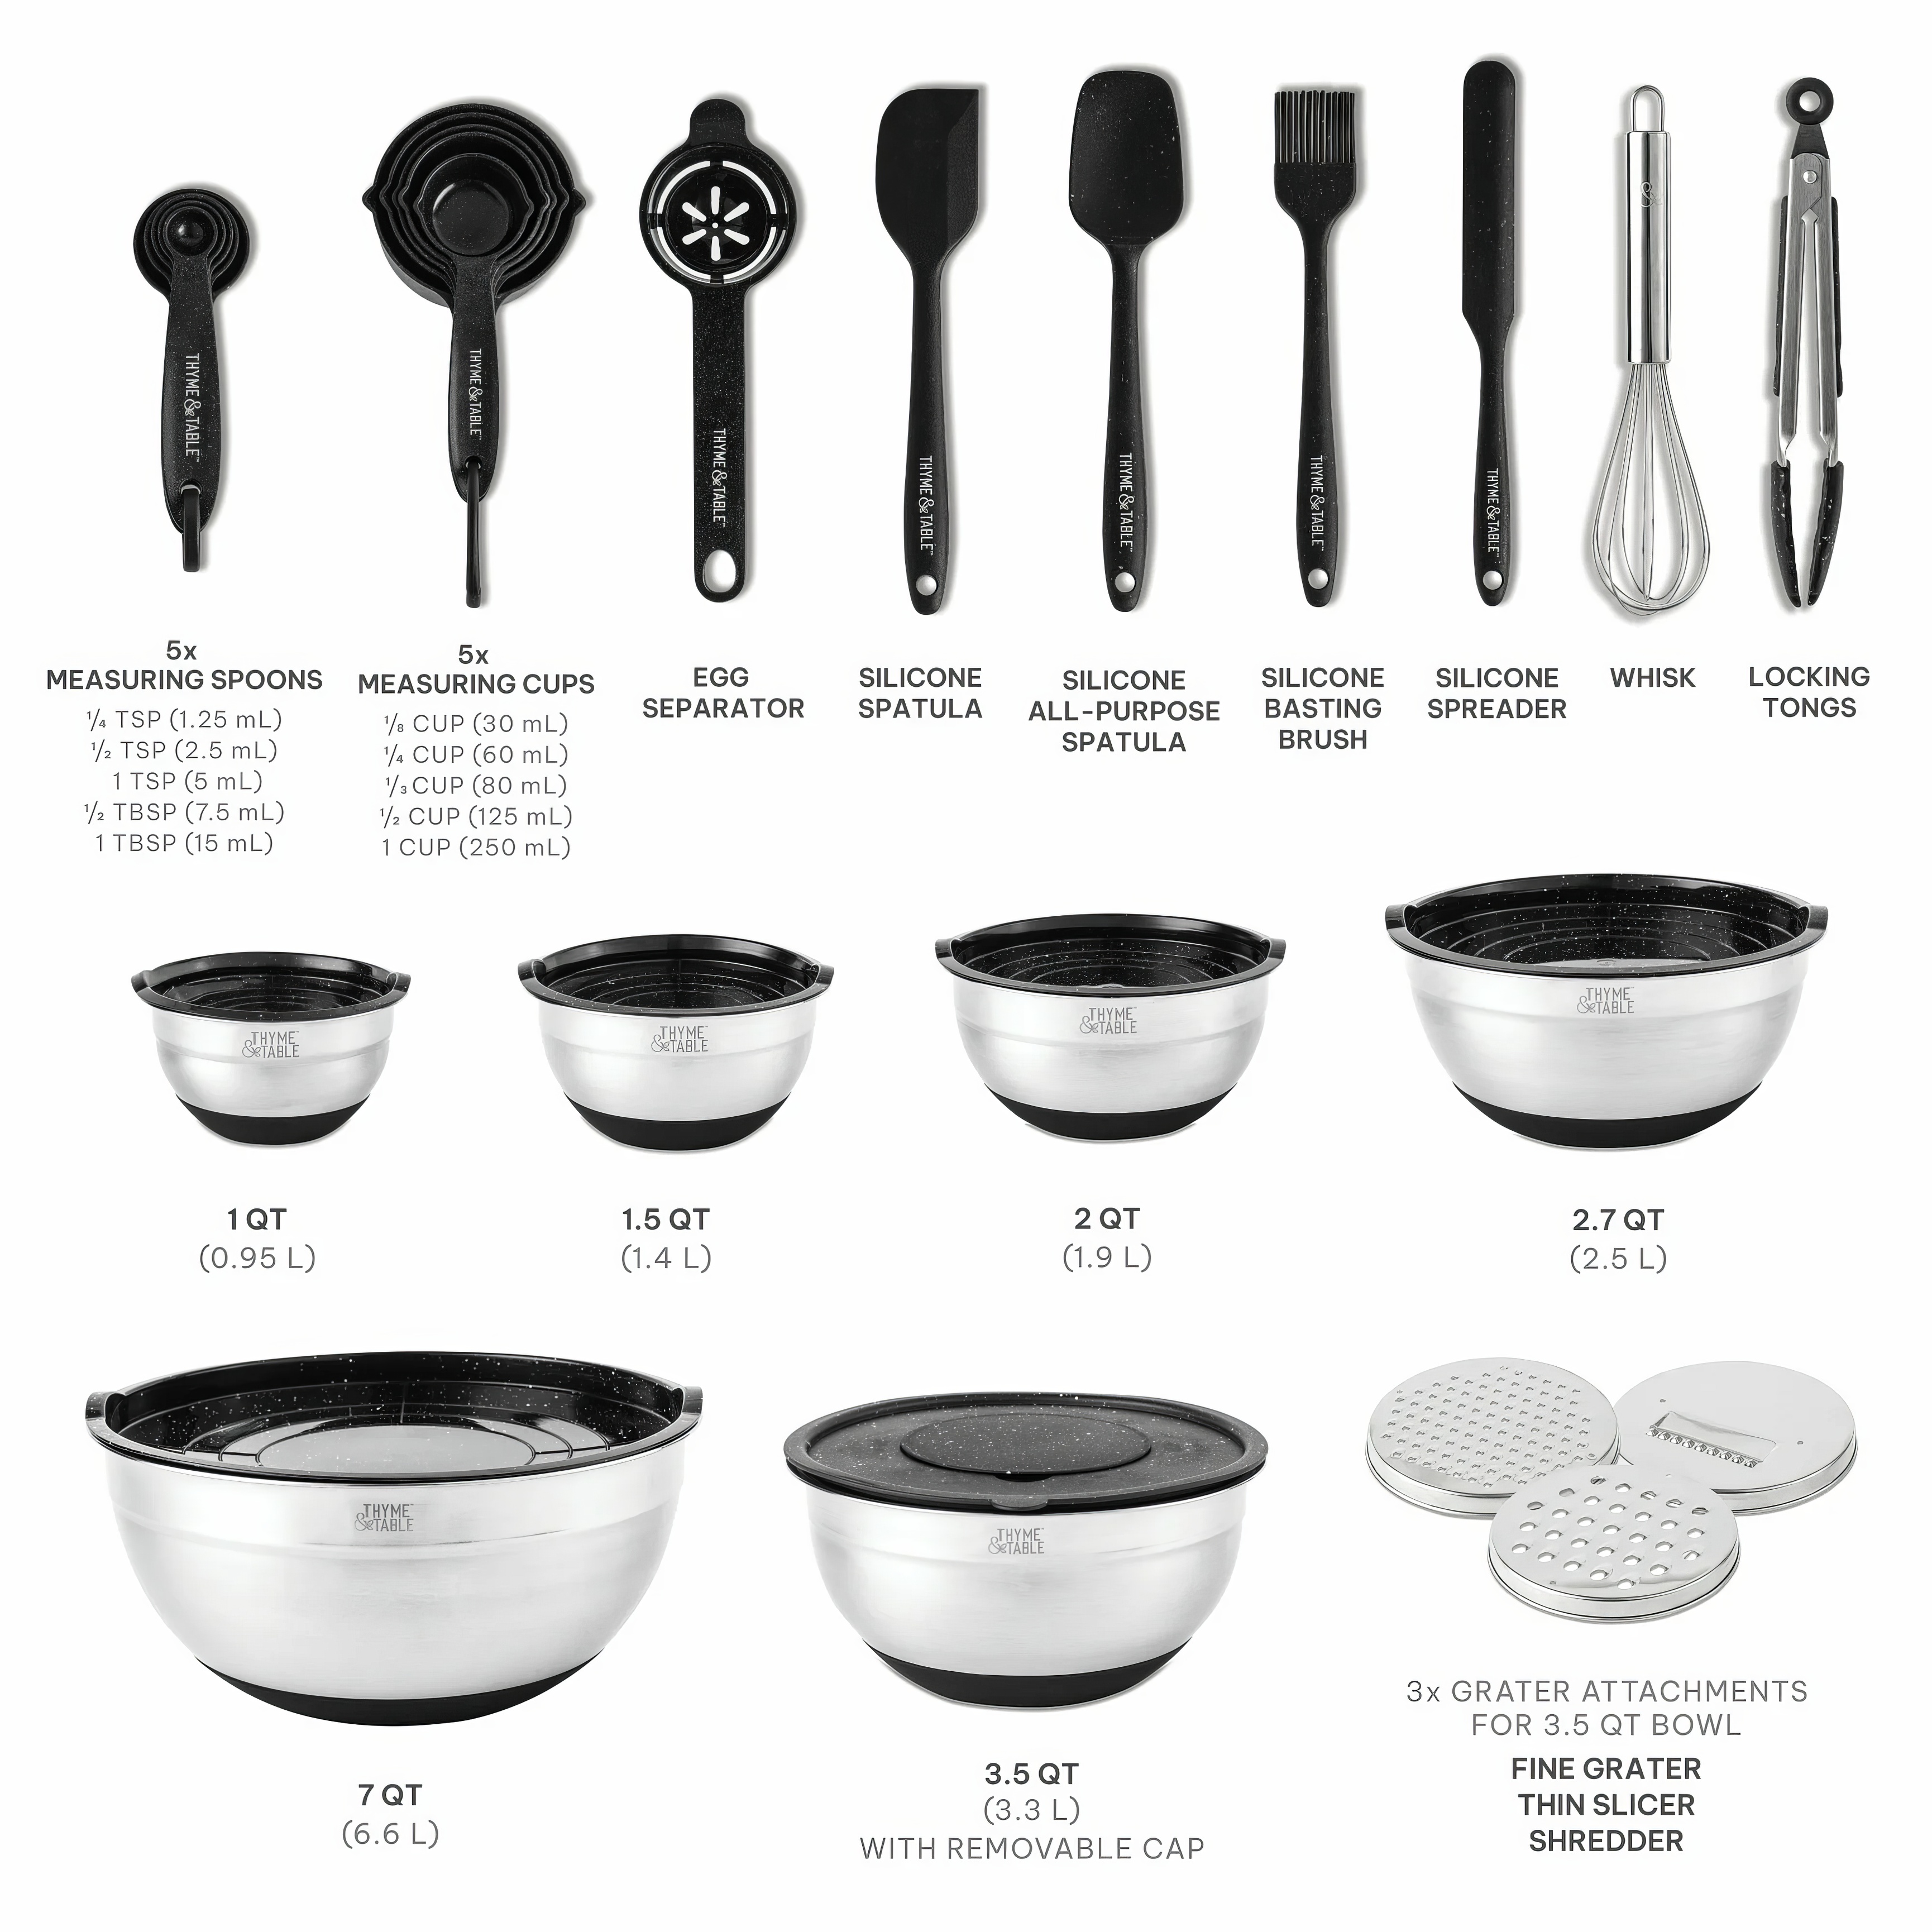 THYME & TABLE™
THYME & TABLE™
THYME & TABLE™
THYME & TABLE™
THYME & TABLE™
THYME & TABLE™
THYME & TABLE™
&
5x
MEASURING SPOONS
¼ TSP (1.25 mL)
½ TSP (2.5 mL)
1 TSP (5 mL)
½ TBSP (7.5 mL)
1 TBSP (15 mL)
5x
MEASURING CUPS
⅛ CUP (30 mL)
¼ CUP (60 mL)
⅓ CUP (80 mL)
½ CUP (125 mL)
1 CUP (250 mL)
EGG
SEPARATOR
SILICONE
SPATULA
SILICONE
ALL-PURPOSE
SPATULA
SILICONE
BASTING
BRUSH
SILICONE
SPREADER
WHISK
LOCKING
TONGS
THYME
& TABLE
THYME
& TABLE
THYME
& TABLE
THYME
& TABLE
1 QT
(0.95 L)
1.5 QT
(1.4 L)
2 QT
(1.9 L)
2.7 QT
(2.5 L)
THYME
& TABLE
THYME
& TABLE
7 QT
(6.6 L)
3.5 QT
(3.3 L)
WITH REMOVABLE CAP
3x GRATER ATTACHMENTS
FOR 3.5 QT BOWL
FINE GRATER
THIN SLICER
SHREDDER